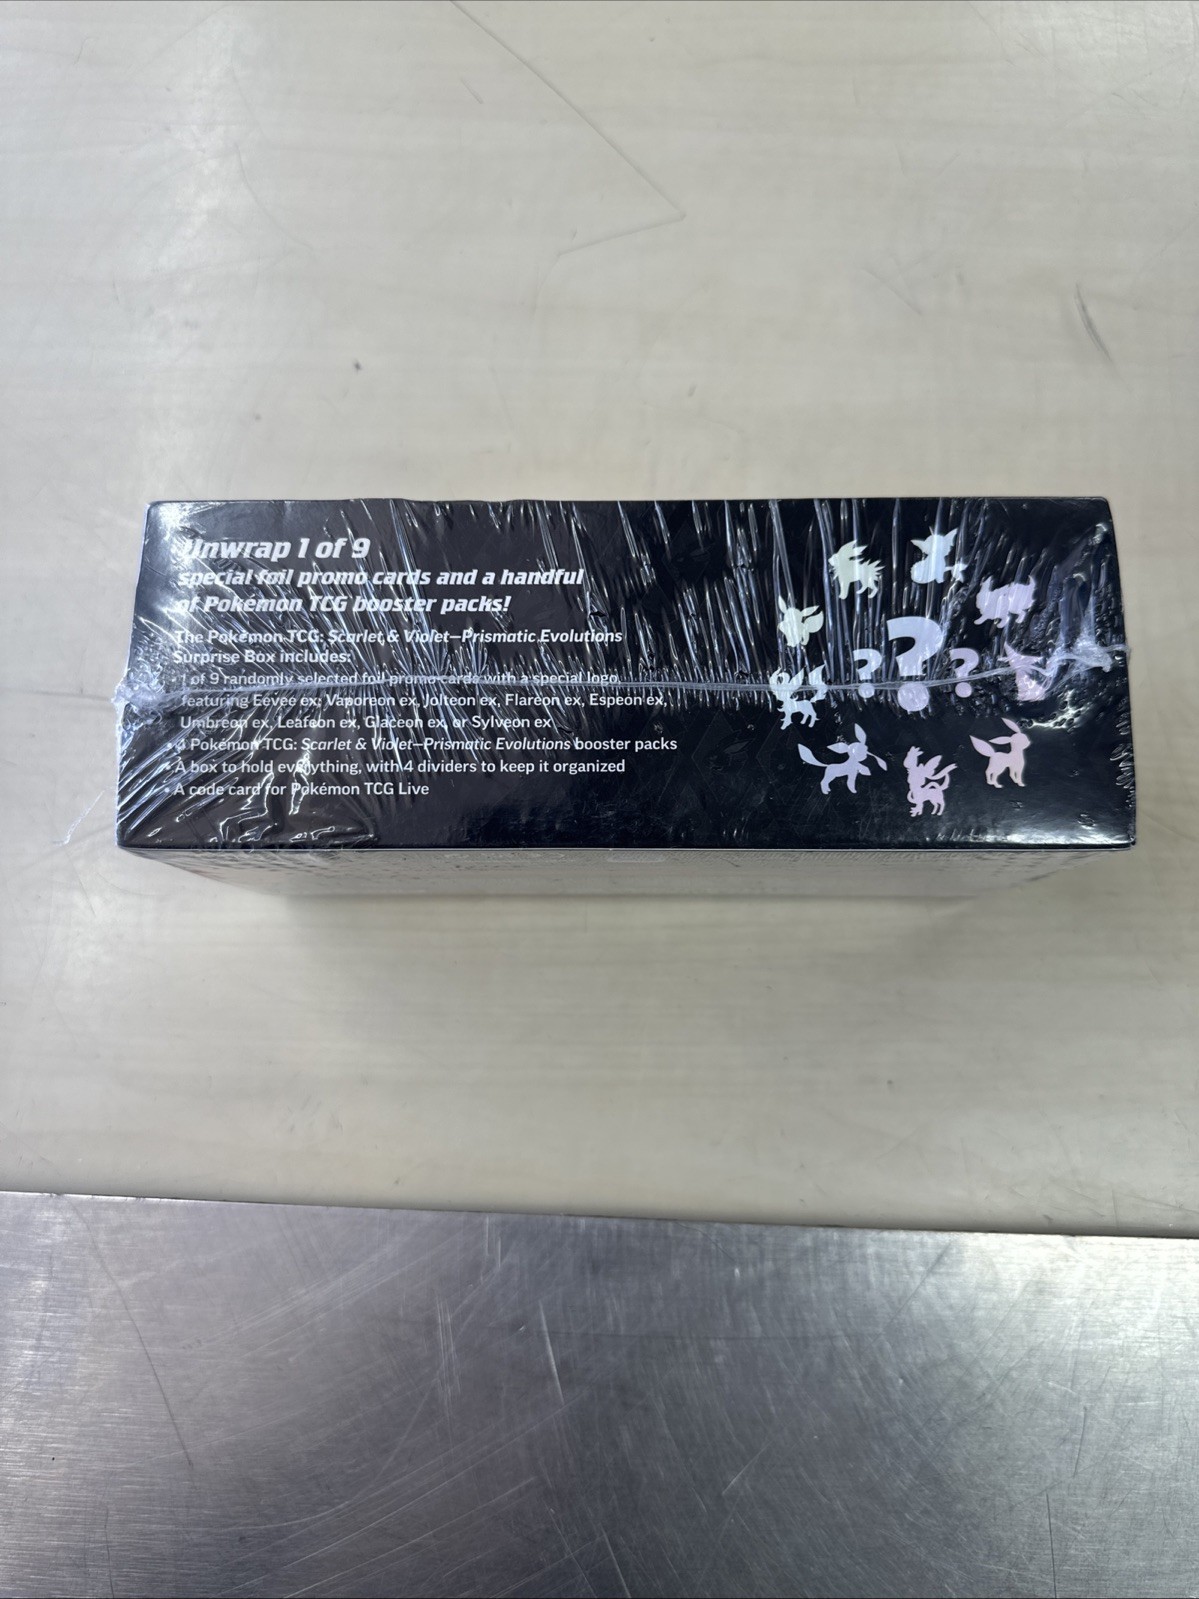 Unwrap 1 of 9
special foil promo cards and a handful
of Pokémon TCG booster packs!
The Pokémon TCG: Scarlet & Violet—Prismatic Evolutions
Surprise Box includes:
1 of 9 randomly selected foil promo cards with a special logo,
featuring Eevee ex, Vaporeon ex, Jolteon ex, Flareon ex, Espeon ex,
Umbreon ex, Leafeon ex, Glaceon ex, or Sylveon ex
• 4 Pokémon TCG: Scarlet & Violet—Prismatic Evolutions booster packs
• A box to hold everything, with 4 dividers to keep it organized
• A code card for Pokémon TCG Live
? ? ?